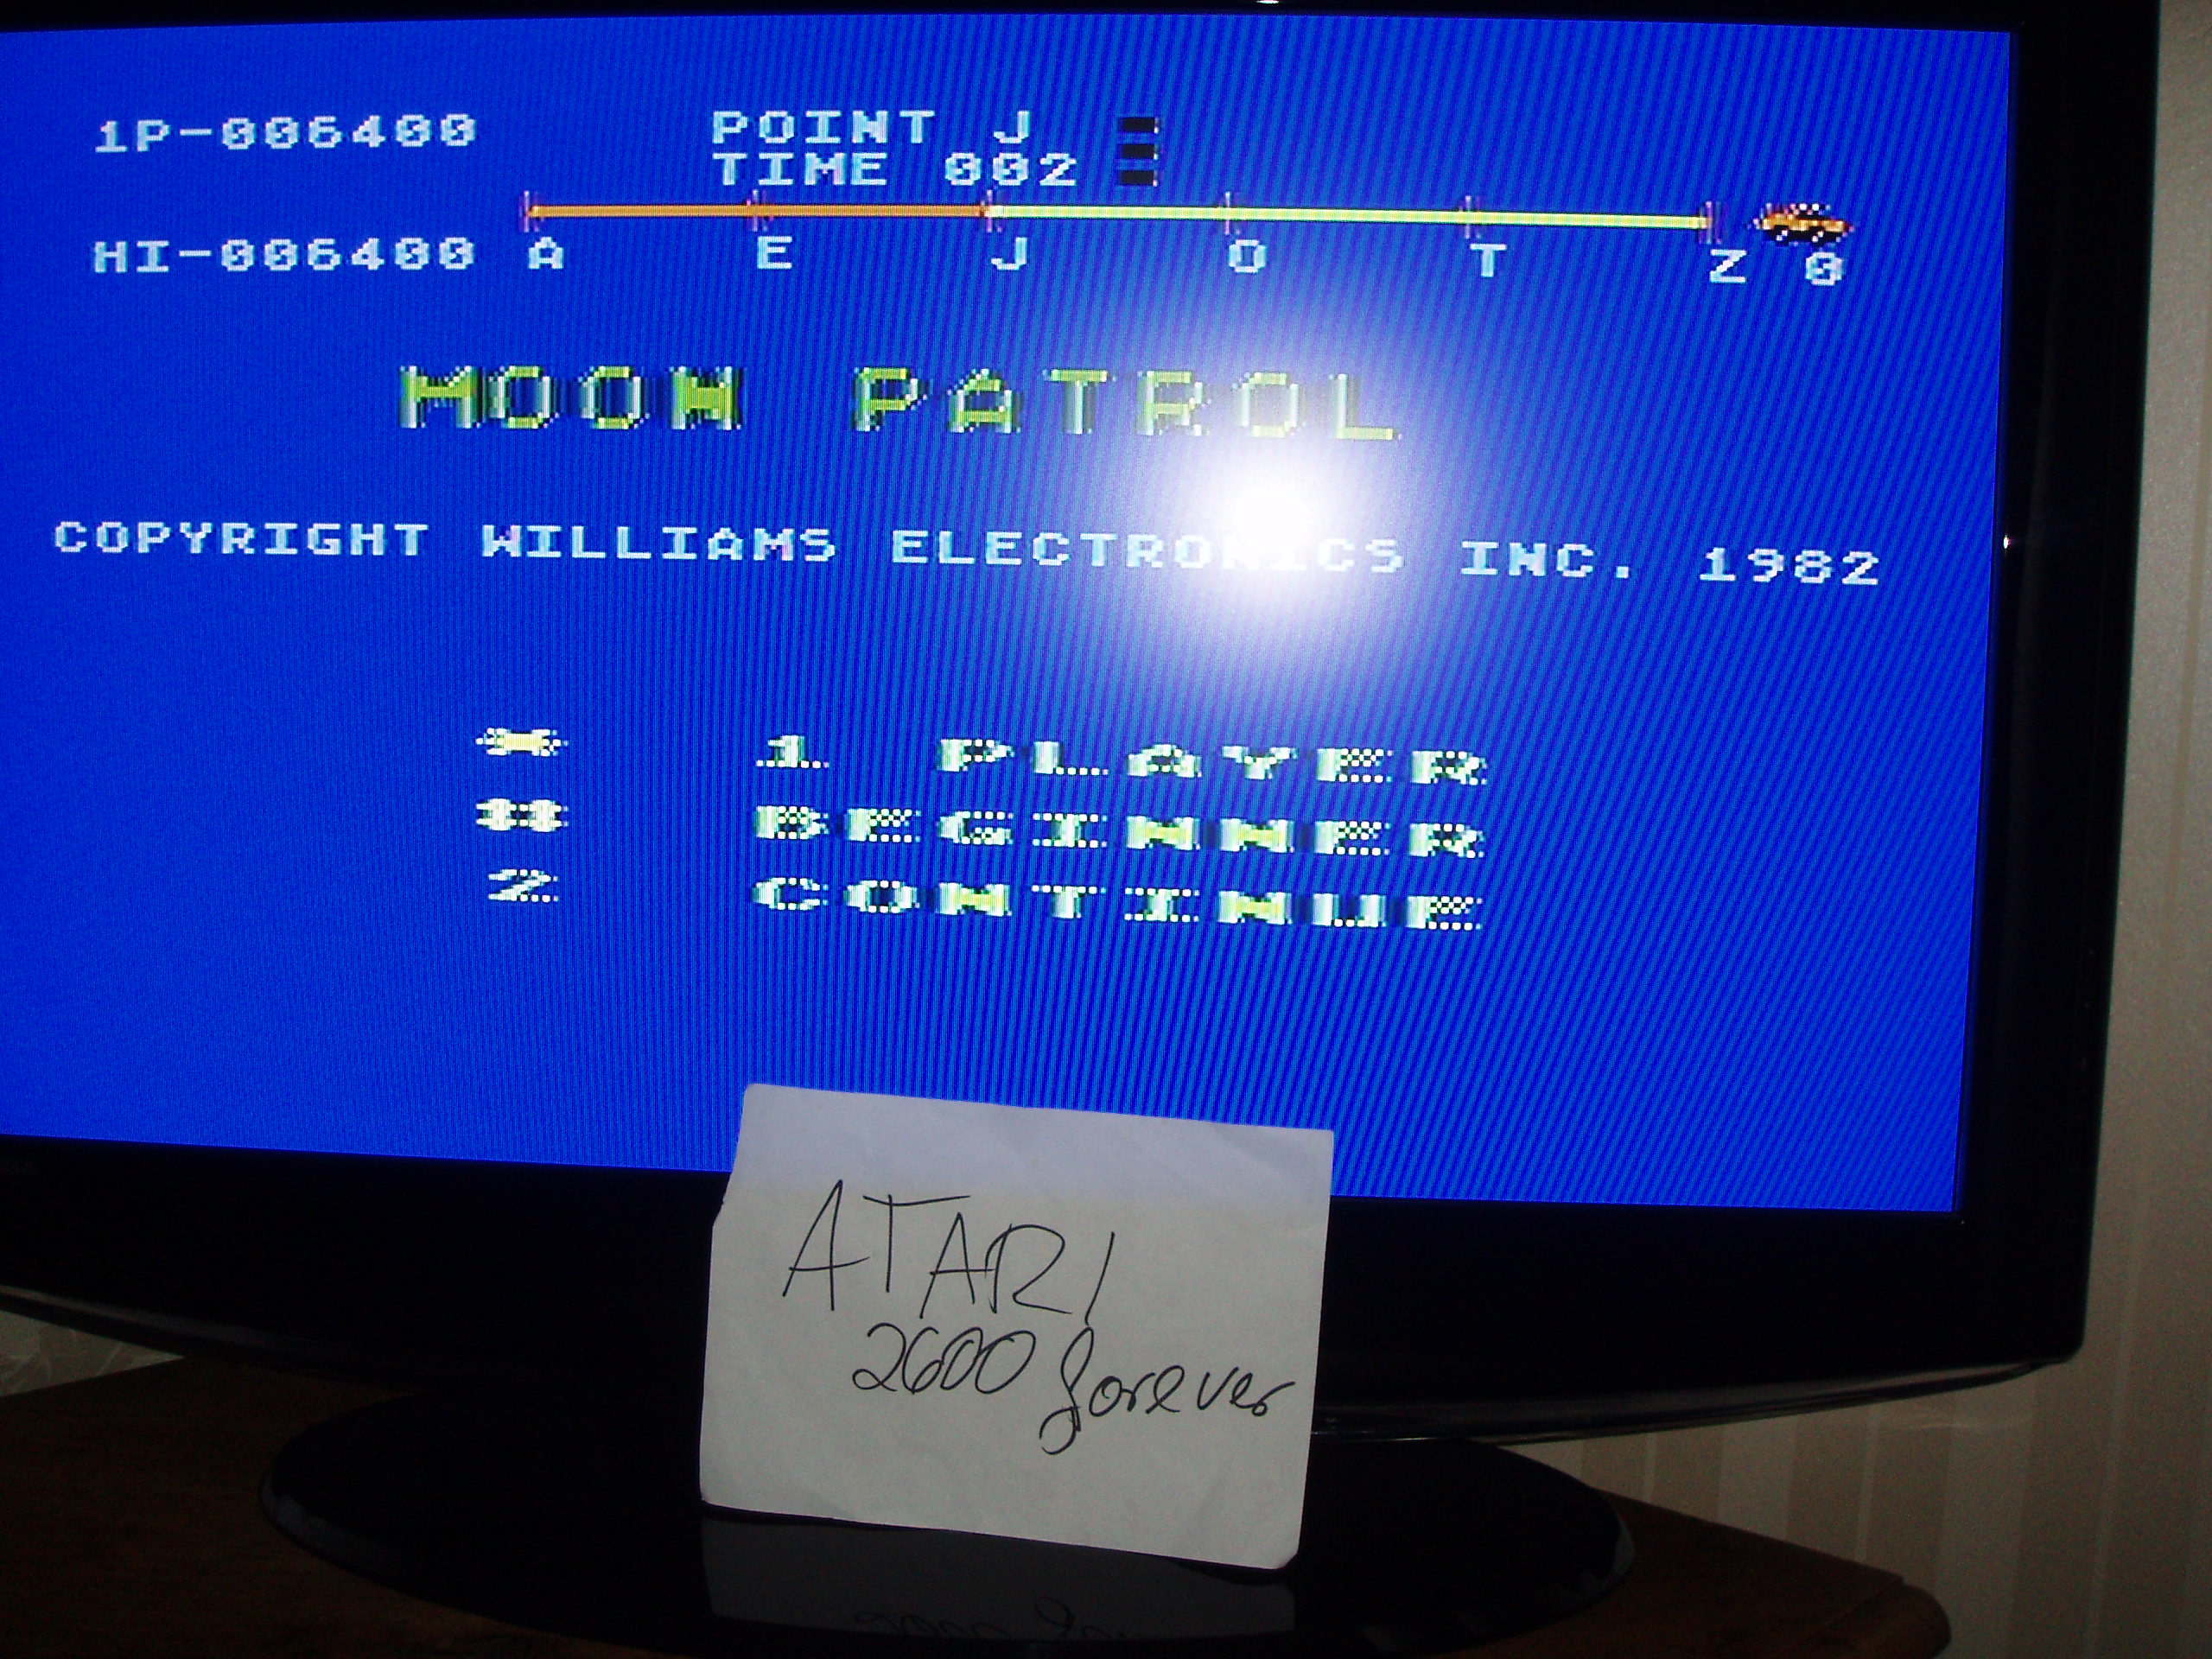 1P-006400
POINT J
TIME 002
HI-006400
A E J O T Z 0
MOON PATROL
COPYRIGHT WILLIAMS ELECTRONICS INC. 1982
* 1 PLAYER
# BEGINNER
2 CONTINUE
ATARI
2600 forever